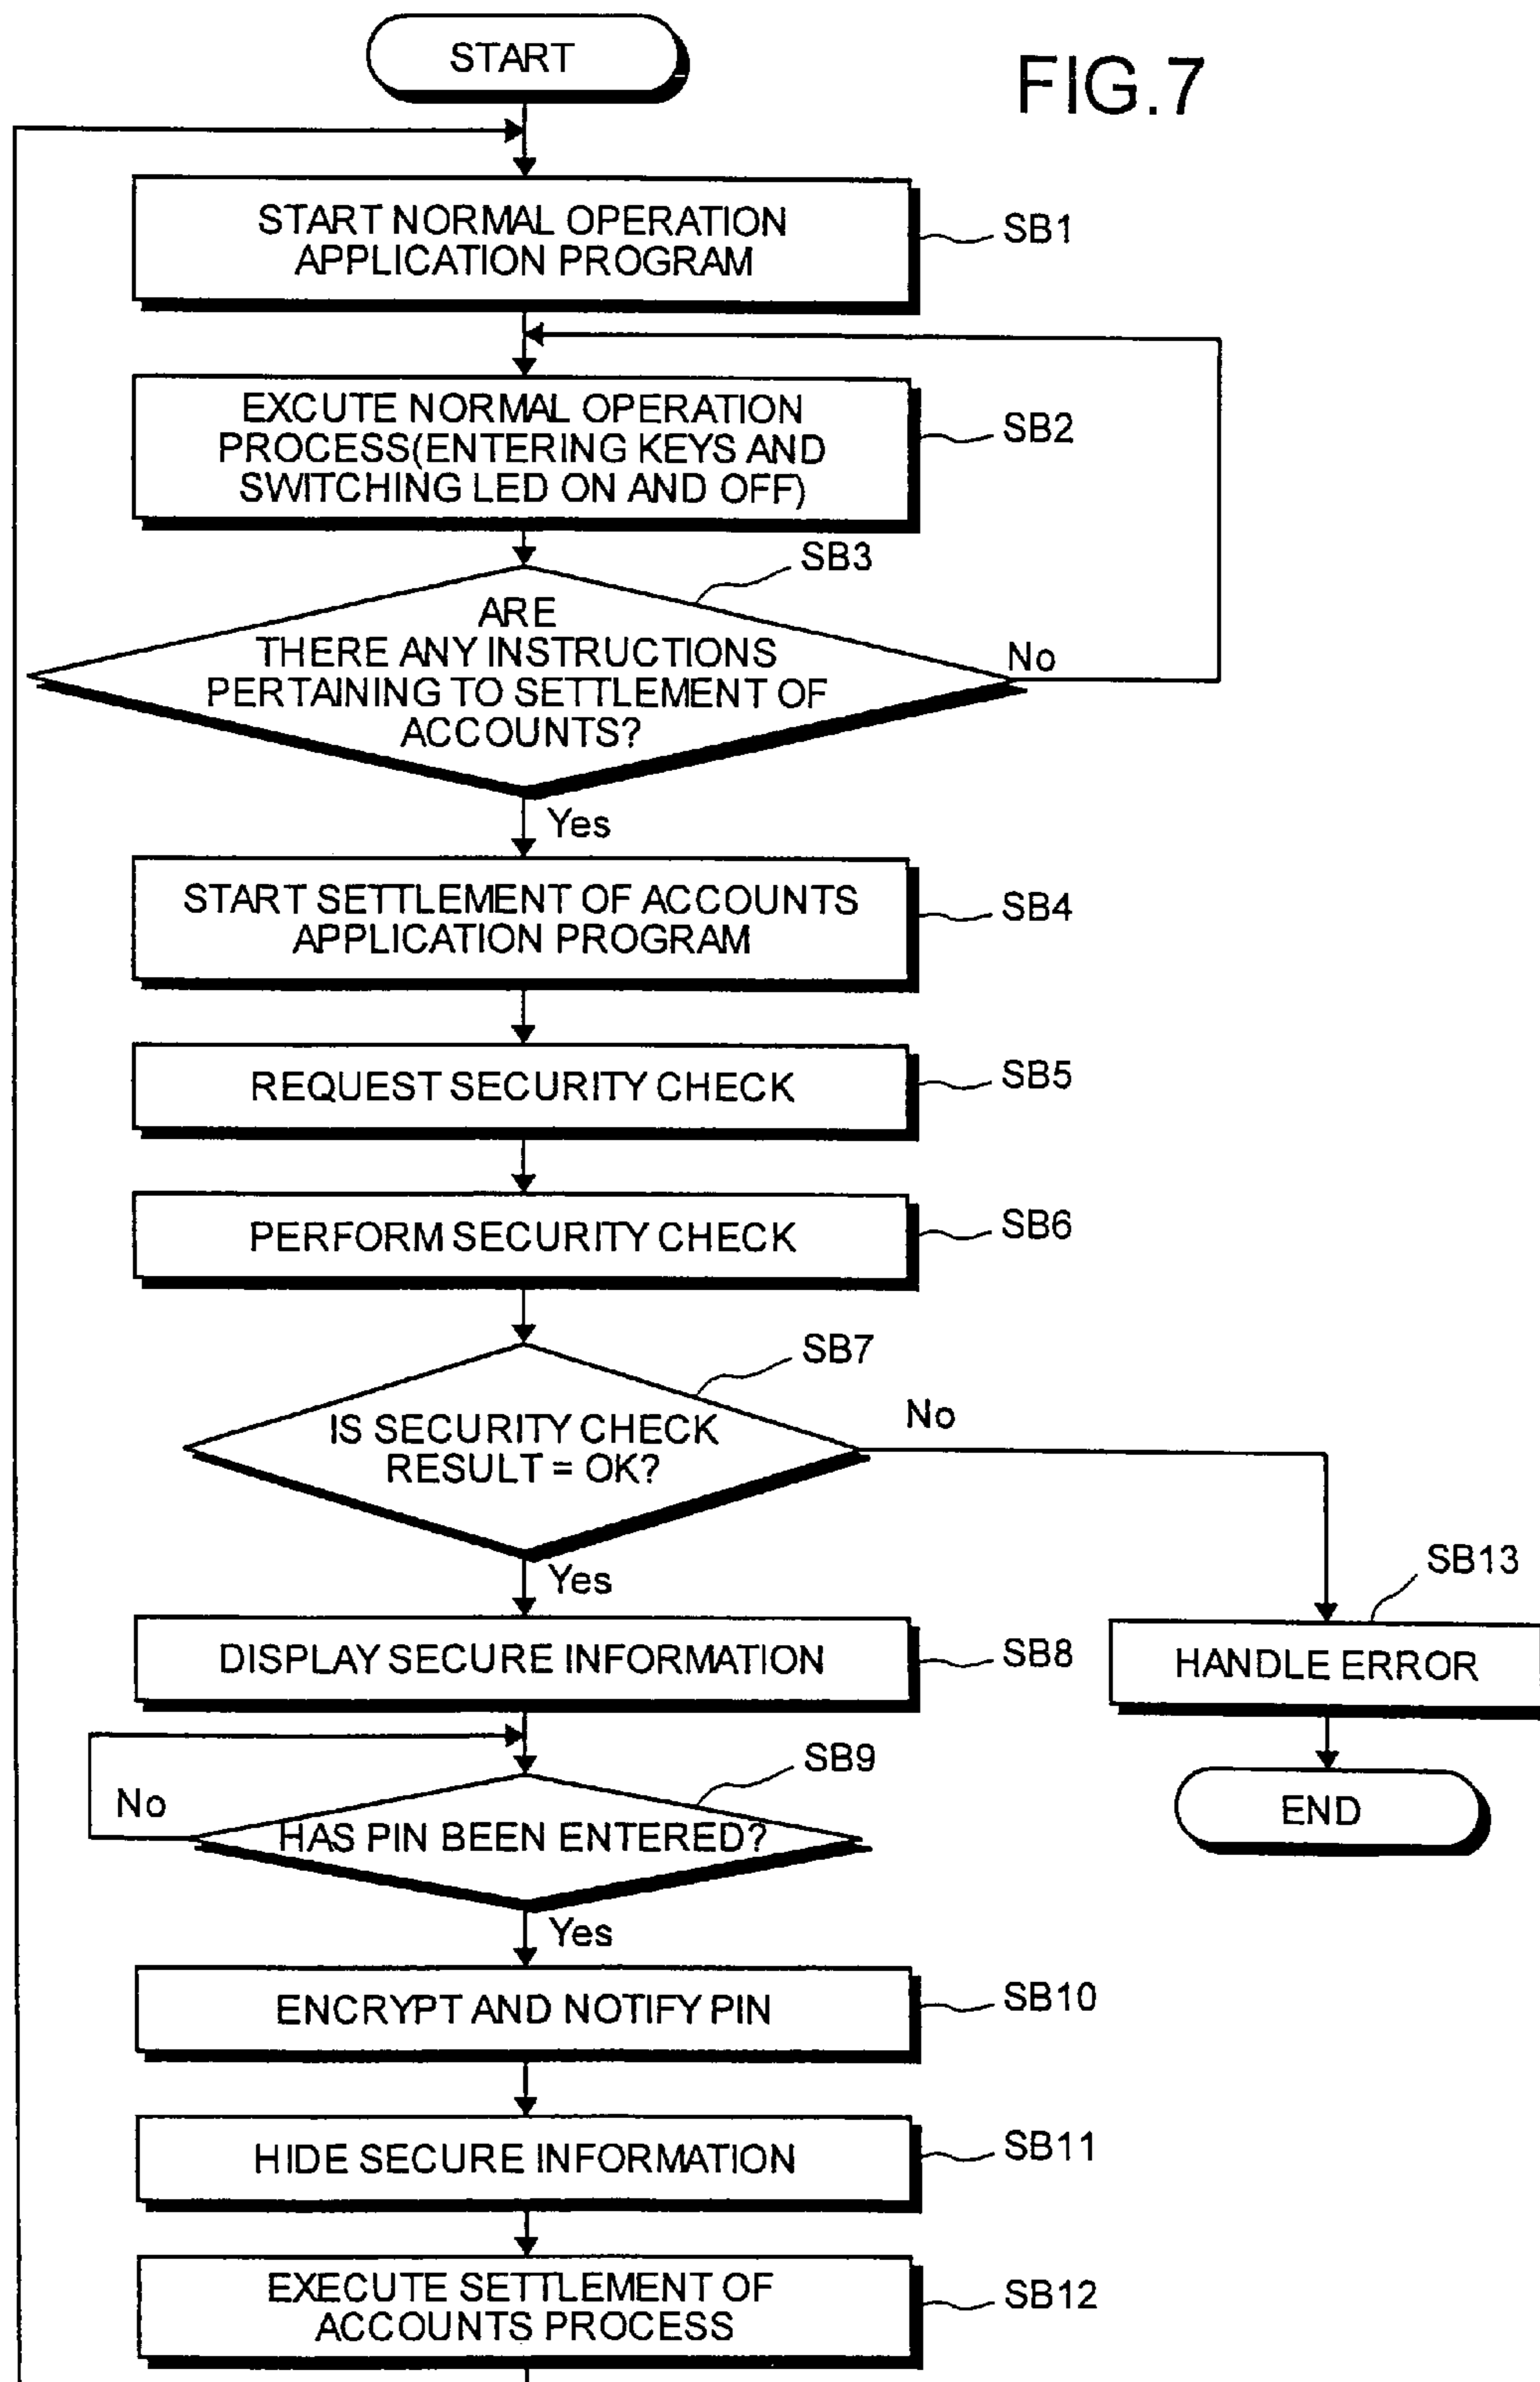 START
FIG.7
START NORMAL OPERATION
APPLICATION PROGRAM
SB1
EXCUTE NORMAL OPERATION
PROCESS(ENTERING KEYS AND
SWITCHING LED ON AND OFF)
SB2
SB3
ARE
THERE ANY INSTRUCTIONS
PERTAINING TO SETTLEMENT OF
ACCOUNTS?
No
Yes
START SETTLEMENT OF ACCOUNTS
APPLICATION PROGRAM
SB4
REQUEST SECURITY CHECK
SB5
PERFORM SECURITY CHECK
SB6
SB7
IS SECURITY CHECK
RESULT = OK?
No
Yes
SB13
DISPLAY SECURE INFORMATION
SB8
HANDLE ERROR
SB9
No
HAS PIN BEEN ENTERED?
END
Yes
ENCRYPT AND NOTIFY PIN
SB10
HIDE SECURE INFORMATION
SB11
EXECUTE SETTLEMENT OF
ACCOUNTS PROCESS
SB12